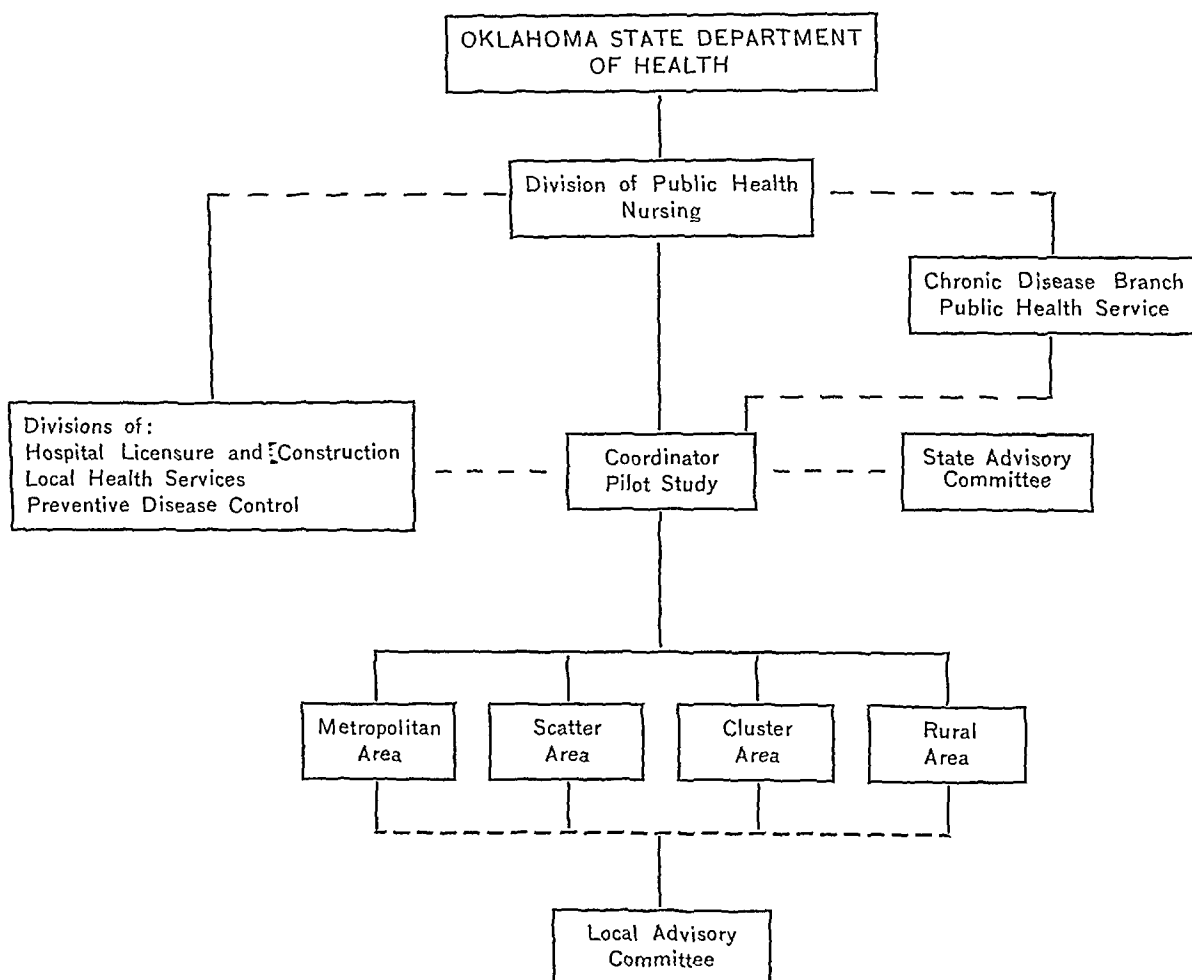 OKLAHOMA STATE DEPARTMENT
OF HEALTH
Division of Public Health
Nursing
Chronic Disease Branch
Public Health Service
Divisions of:
Hospital Licensure and Construction
Local Health Services
Preventive Disease Control
Coordinator
Pilot Study
State Advisory
Committee
Metropolitan
Area
Scatter
Area
Cluster
Area
Rural
Area
Local Advisory
Committee